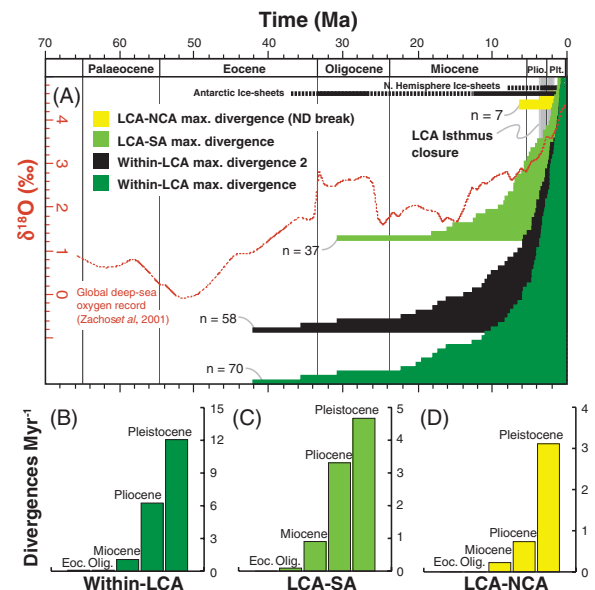 Time (Ma)
70 60 50 40 30 20 10 0
Palaeocene Eocene Oligocene Miocene Plio. Plt.
(A)
N. Hemisphere Ice-sheets
Antarctic Ice-sheets
LCA-NCA max. divergence (ND break)
LCA-SA max. divergence
Within-LCA max. divergence 2
Within-LCA max. divergence
n = 7
LCA Isthmus
closure
δ18O (‰)
4
3
2
1
0
n = 37
Global deep-sea
oxygen record
(Zachoset al, 2001)
n = 58
n = 70
Divergences Myr-1
(B)
15
12
9
6
3
0
Pleistocene
Pliocene
Miocene
Eoc. Olig.
Within-LCA
(C)
5
4
3
2
1
0
Pleistocene
Pliocene
Miocene
Eoc. Olig.
LCA-SA
(D)
4
3
2
1
0
Pleistocene
Pliocene
Miocene
Eoc. Olig.
LCA-NCA